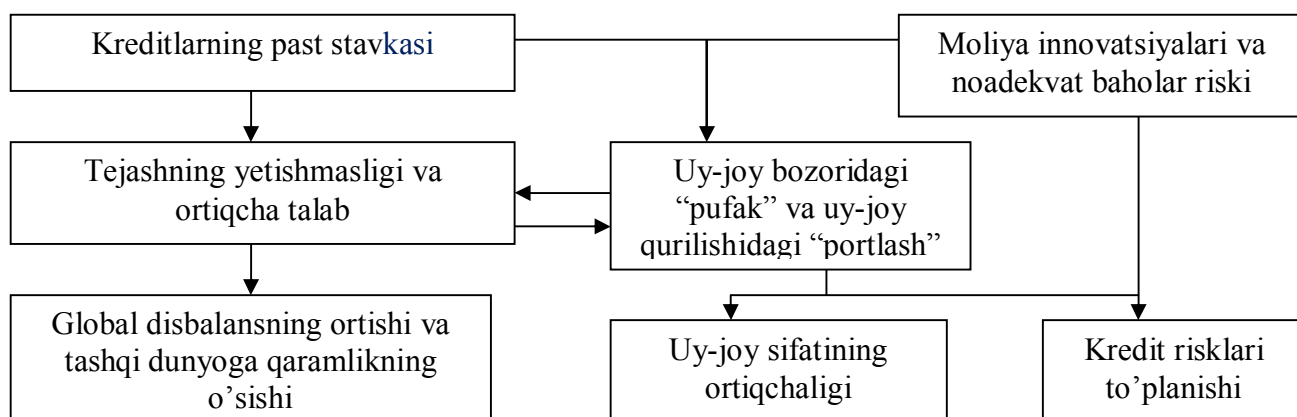 Kreditlarning past stavkasi
Moliya innovatsiyalari va
noadekvat baholar riski
Tejashning yetishmasligi va
ortiqcha talab
Uy-joy bozoridagi
“pufak” va uy-joy
qurilishidagi “portlash”
Global disbalansning ortishi va
tashqi dunyoga qaramlikning
o’sishi
Uy-joy sifatining
ortiqchaligi
Kredit risklari
to’planishi